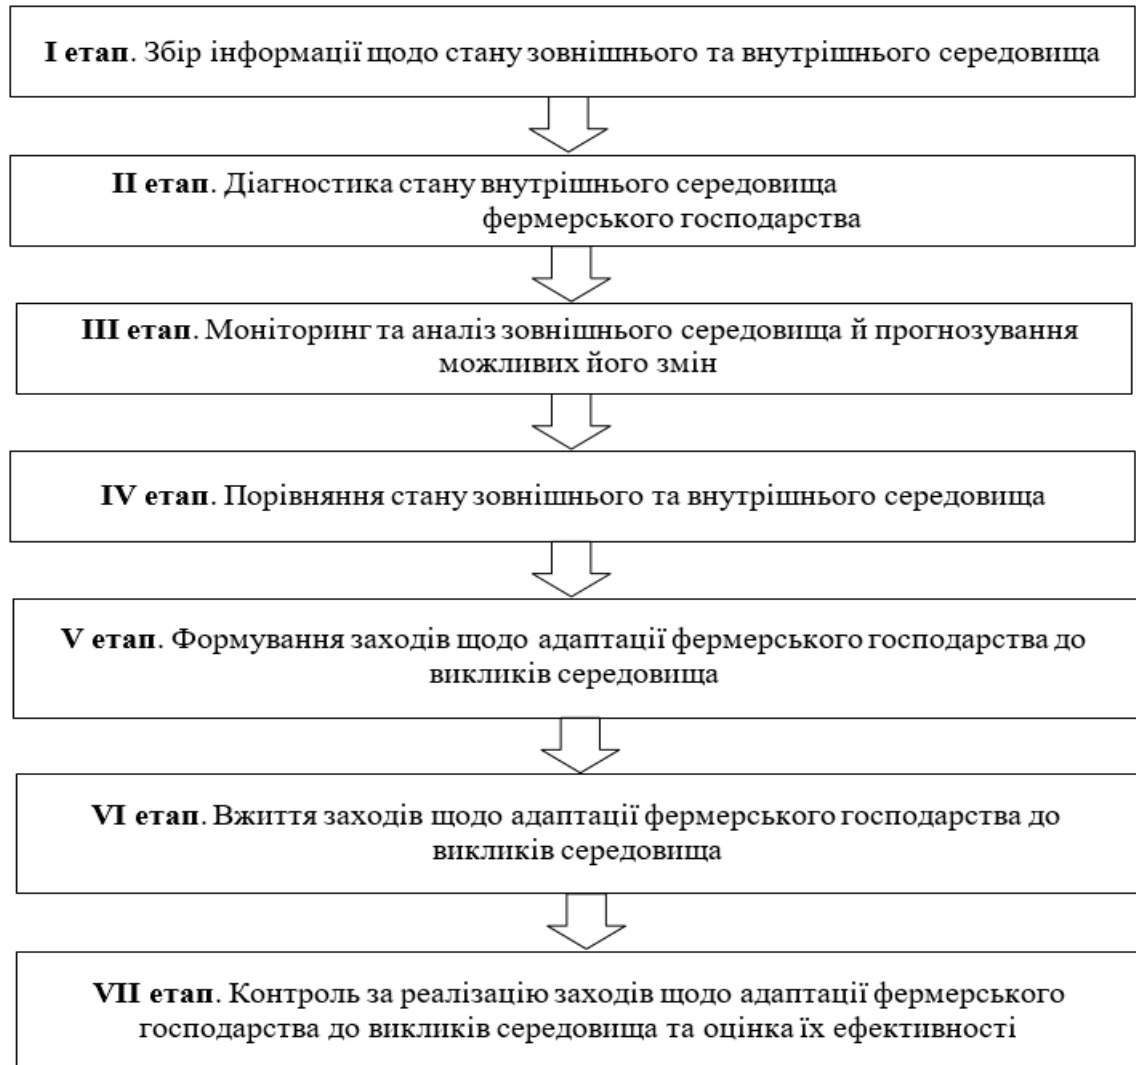 І етап. Збір інформації щодо стану зовнішнього та внутрішнього середовища
ІІ етап. Діагностика стану внутрішнього середовища
фермерського господарства
ІІІ етап. Моніторинг та аналіз зовнішнього середовища й прогнозування
можливих його змін
IV етап. Порівняння стану зовнішнього та внутрішнього середовища
V етап. Формування заходів щодо адаптації фермерського господарства до
викликів середовища
VI етап. Вжиття заходів щодо адаптації фермерського господарства до
викликів середовища
VII етап. Контроль за реалізацію заходів щодо адаптації фермерського
господарства до викликів середовища та оцінка їх ефективності